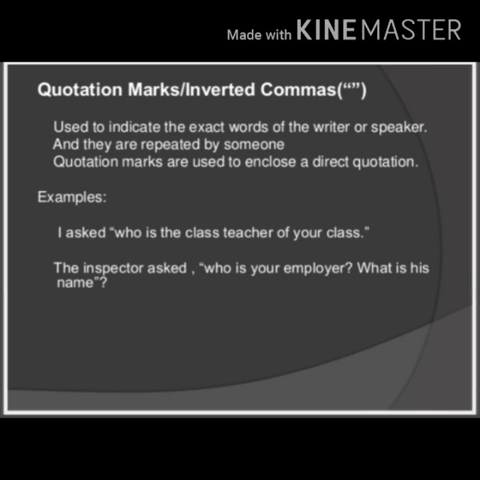 Made with KINEMASTER
Quotation Marks/Inverted Commas(“”)
Used to indicate the exact words of the writer or speaker.
And they are repeated by someone
Quotation marks are used to enclose a direct quotation.
Examples:
I asked “who is the class teacher of your class.”
The inspector asked , “who is your employer? What is his
name”?